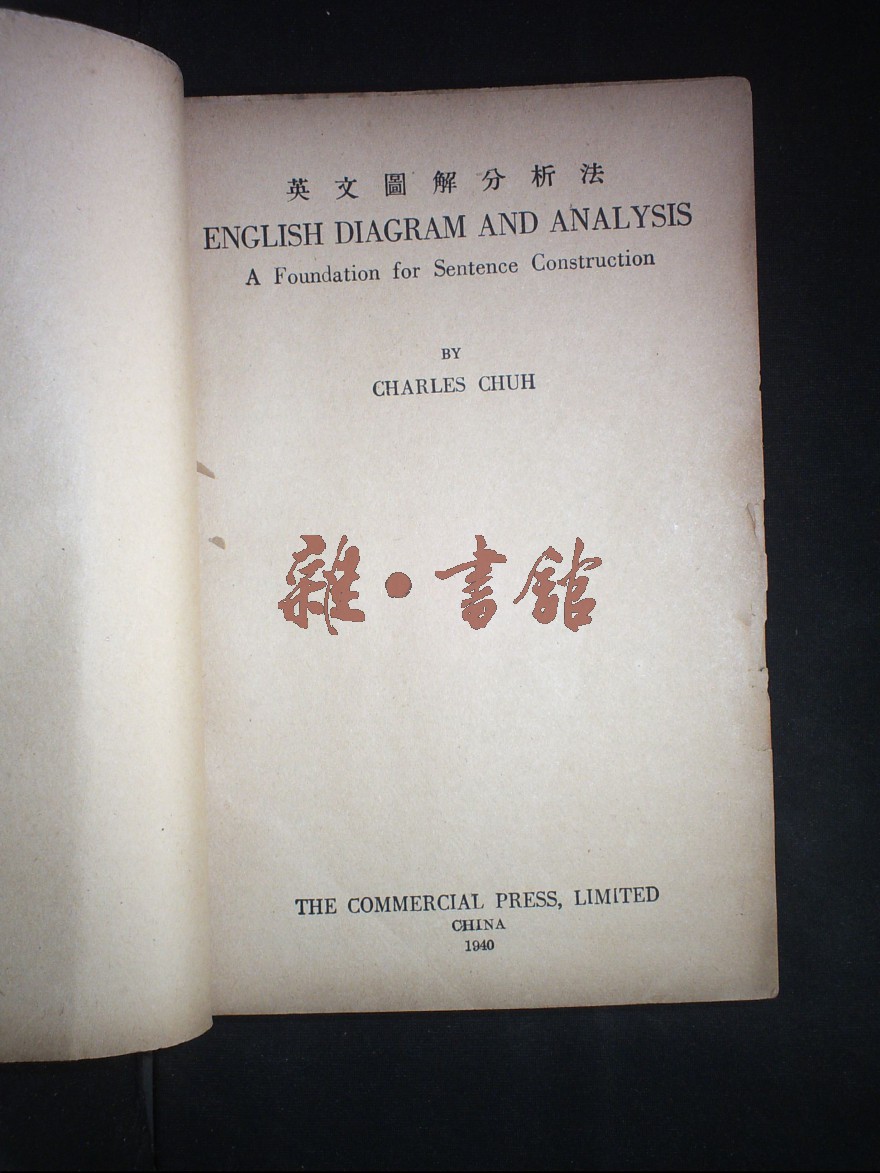 英文圖解分析法
ENGLISH DIAGRAM AND ANALYSIS
A Foundation for Sentence Construction
BY
CHARLES CHUH
雜·書館
THE COMMERCIAL PRESS, LIMITED
CHINA
1940